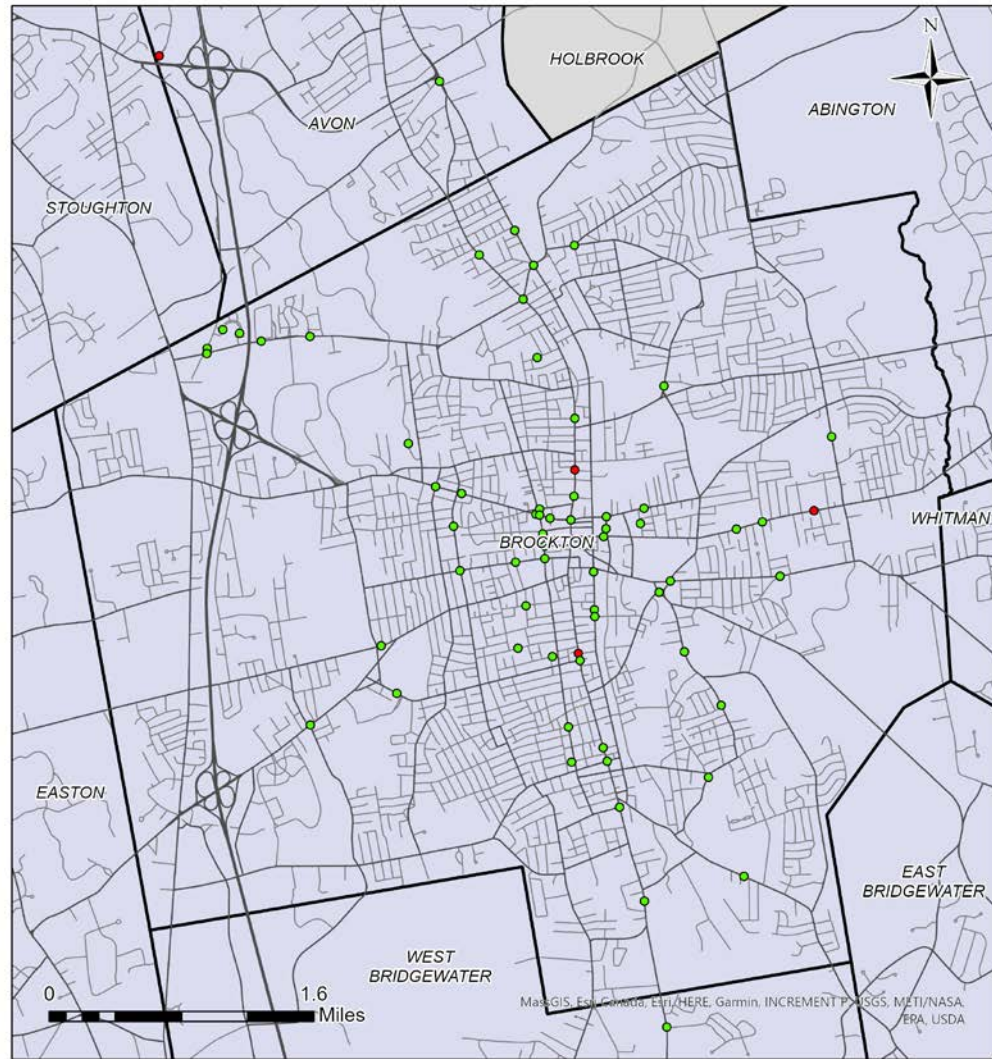 N
HOLBROOK
ABINGTON
AVON
STOUGHTON
WHITMAN
BROCKTON
EASTON
EAST
BRIDGEWATER
WEST
BRIDGEWATER
0 1.6
Miles
MassGIS, Esri Canada, Esri, HERE, Garmin, INCREMENT P, USGS, METI/NASA,
EPA, USDA